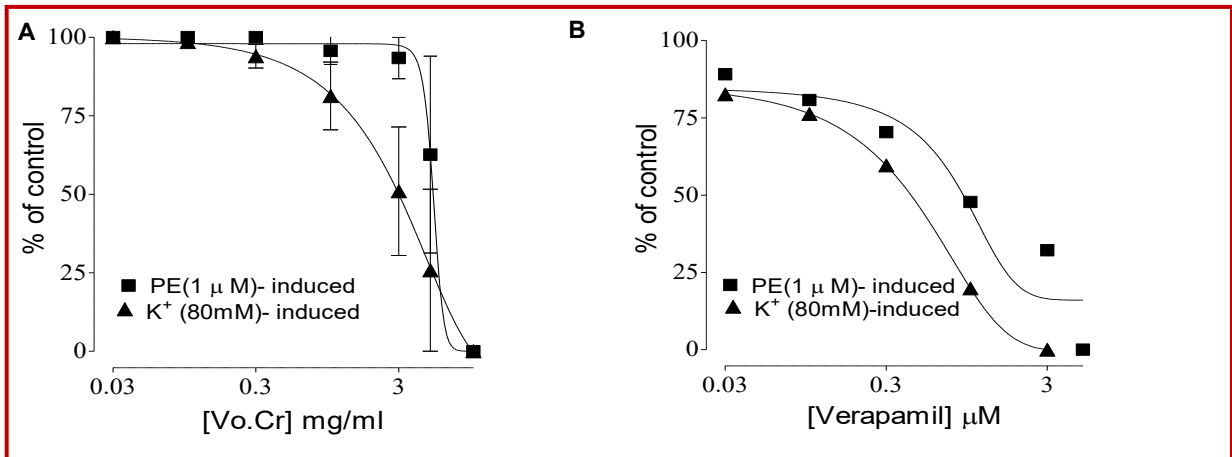 A
100
75
50
25
0
% of control
PE(1 μ M)- induced
K⁺ (80mM)- induced
0.03
0.3
3
[Vo.Cr] mg/ml
B
100
75
50
25
0
% of control
PE(1 μ M)- induced
K⁺ (80mM)-induced
0.03
0.3
3
[Verapamil] μM